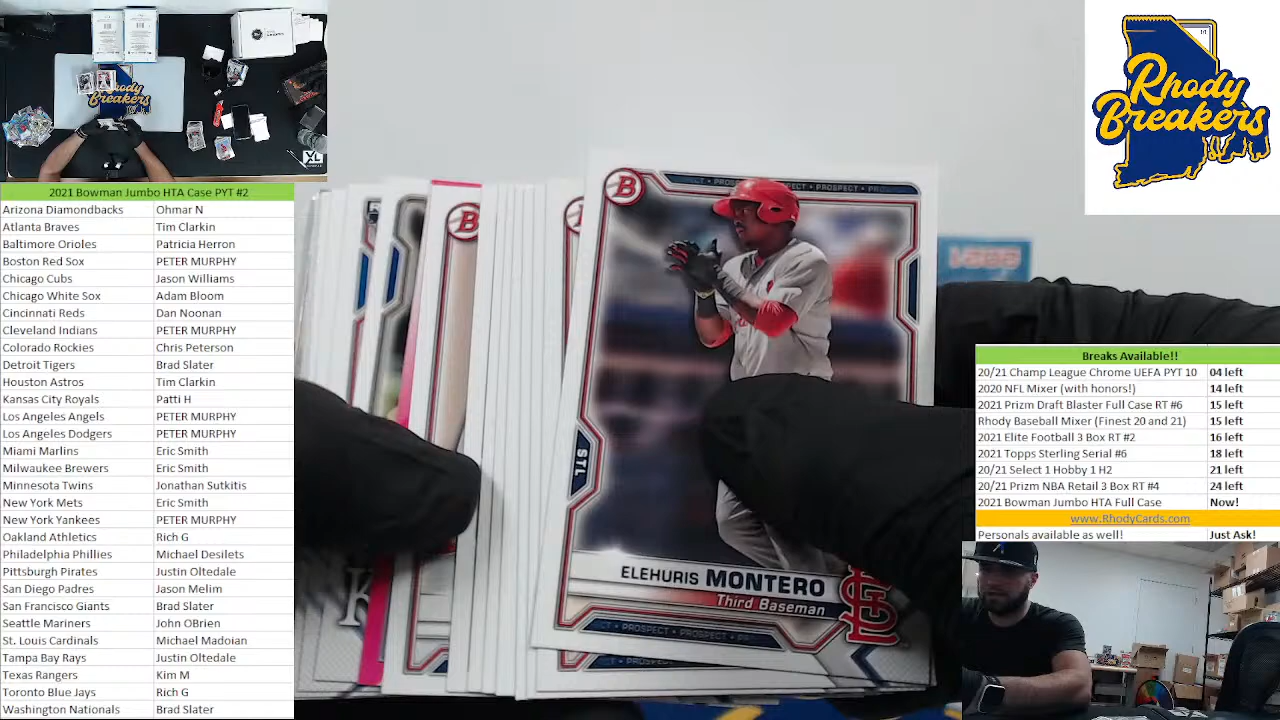 Rhody
Breakers
XL
Rhody
Breakers
2021 Bowman Jumbo HTA Case PYT #2
Arizona Diamondbacks Ohmar N
Atlanta Braves Tim Clarkin
Baltimore Orioles Patricia Herron
Boston Red Sox PETER MURPHY
Chicago Cubs Jason Williams
Chicago White Sox Adam Bloom
Cincinnati Reds Dan Noonan
Cleveland Indians PETER MURPHY
Colorado Rockies Chris Peterson
Detroit Tigers Brad Slater
Houston Astros Tim Clarkin
Kansas City Royals Patti H
Los Angeles Angels PETER MURPHY
Los Angeles Dodgers PETER MURPHY
Miami Marlins Eric Smith
Milwaukee Brewers Eric Smith
Minnesota Twins Jonathan Sutkitis
New York Mets Eric Smith
New York Yankees PETER MURPHY
Oakland Athletics Rich G
Philadelphia Phillies Michael Desilets
Pittsburgh Pirates Justin Oltedale
San Diego Padres Jason Melim
San Francisco Giants Brad Slater
Seattle Mariners John OBrien
St. Louis Cardinals Michael Madoian
Tampa Bay Rays Justin Oltedale
Texas Rangers Kim M
Toronto Blue Jays Rich G
Washington Nationals Brad Slater
B
B
PROSPECT
STL
ELEHURIS MONTERO
Third Baseman
PROSPECT • PROSPECT
PROSPECT
Breaks Available!!
20/21 Champ League Chrome UEFA PYT 10 04 left
2020 NFL Mixer (with honors!) 14 left
2021 Prizm Draft Blaster Full Case RT #6 15 left
Rhody Baseball Mixer (Finest 20 and 21) 15 left
2021 Elite Football 3 Box RT #2 16 left
2021 Topps Sterling Serial #6 18 left
20/21 Select 1 Hobby 1 H2 21 left
20/21 Prizm NBA Retail 3 Box RT #4 24 left
2021 Bowman Jumbo HTA Full Case Now!
www.RhodyCards.com
Personals available as well! Just Ask!